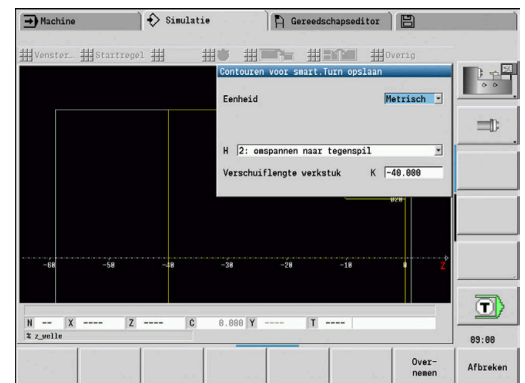 Machine Simulatie Gereedschapseditor
Venster. Startregel Overig
Contouren voor smart.Turn opslaan
Eenheid Metrisch
H 2: omspannen naar tegenspil
Verschuiflengte werkstuk K -40.000
-60 -50 -40 -30 -20 -10 0 Z
N -- X ---- Z ---- C 0.000 Y ---- T ----
% z_welle
T
09:00
Over-
nemen
Afbreken